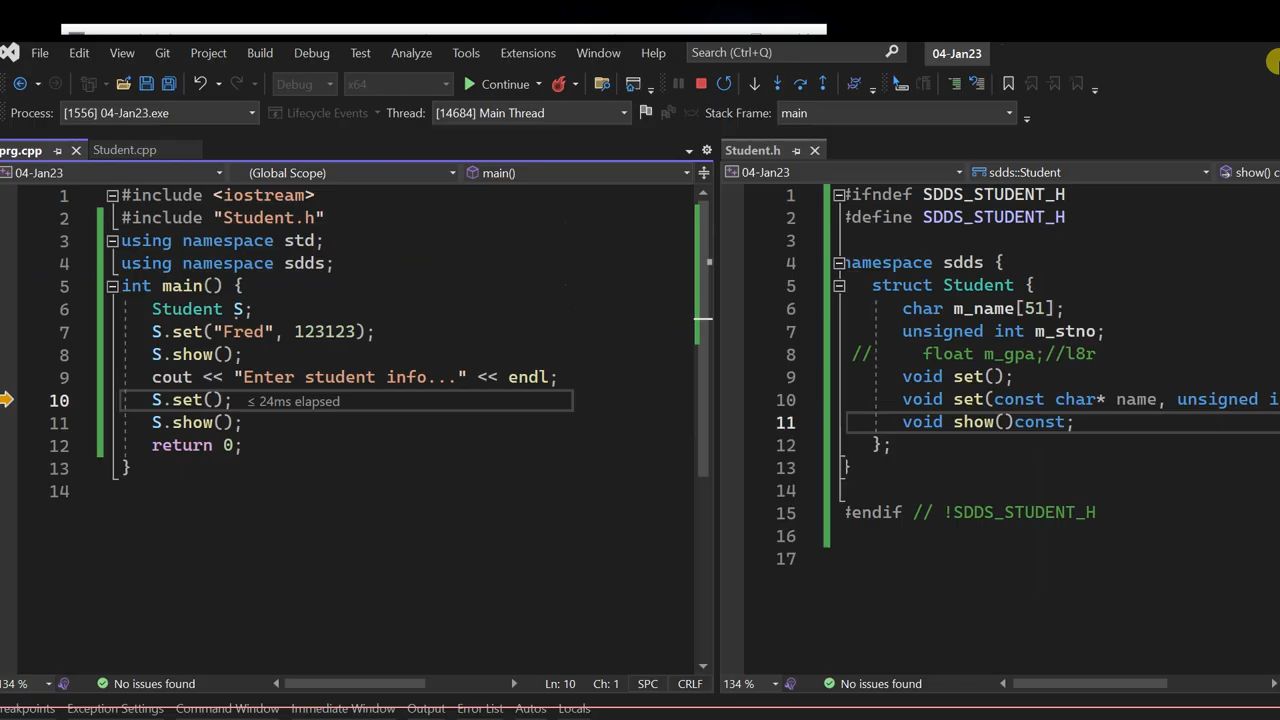 File Edit View Git Project Build Debug Test Analyze Tools Extensions Window Help Search (Ctrl+Q) 04-Jan23
Debug x64 Continue
Process: [1556] 04-Jan23.exe Lifecycle Events Thread: [14684] Main Thread Stack Frame: main
prg.cpp Student.cpp
04-Jan23 (Global Scope) main()
1 #include <iostream>
2 #include "Student.h"
3 using namespace std;
4 using namespace sdds;
5 int main() {
6 Student S;
7 S.set("Fred", 123123);
8 S.show();
9 cout << "Enter student info..." << endl;
10 S.set(); ≤ 24ms elapsed
11 S.show();
12 return 0;
13 }
14
134 % No issues found Ln: 10 Ch: 1 SPC CRLF
Student.h
04-Jan23 sdds::Student show() c
1 #ifndef SDDS_STUDENT_H
2 #define SDDS_STUDENT_H
3
4 namespace sdds {
5 struct Student {
6 char m_name[51];
7 unsigned int m_stno;
8 // float m_gpa;//l8r
9 void set();
10 void set(const char* name, unsigned i
11 void show()const;
12 };
13 }
14
15 #endif // !SDDS_STUDENT_H
16
17
134 % No issues found
reakpoints Exception Settings Command Window Immediate Window Output Error List Autos Locals